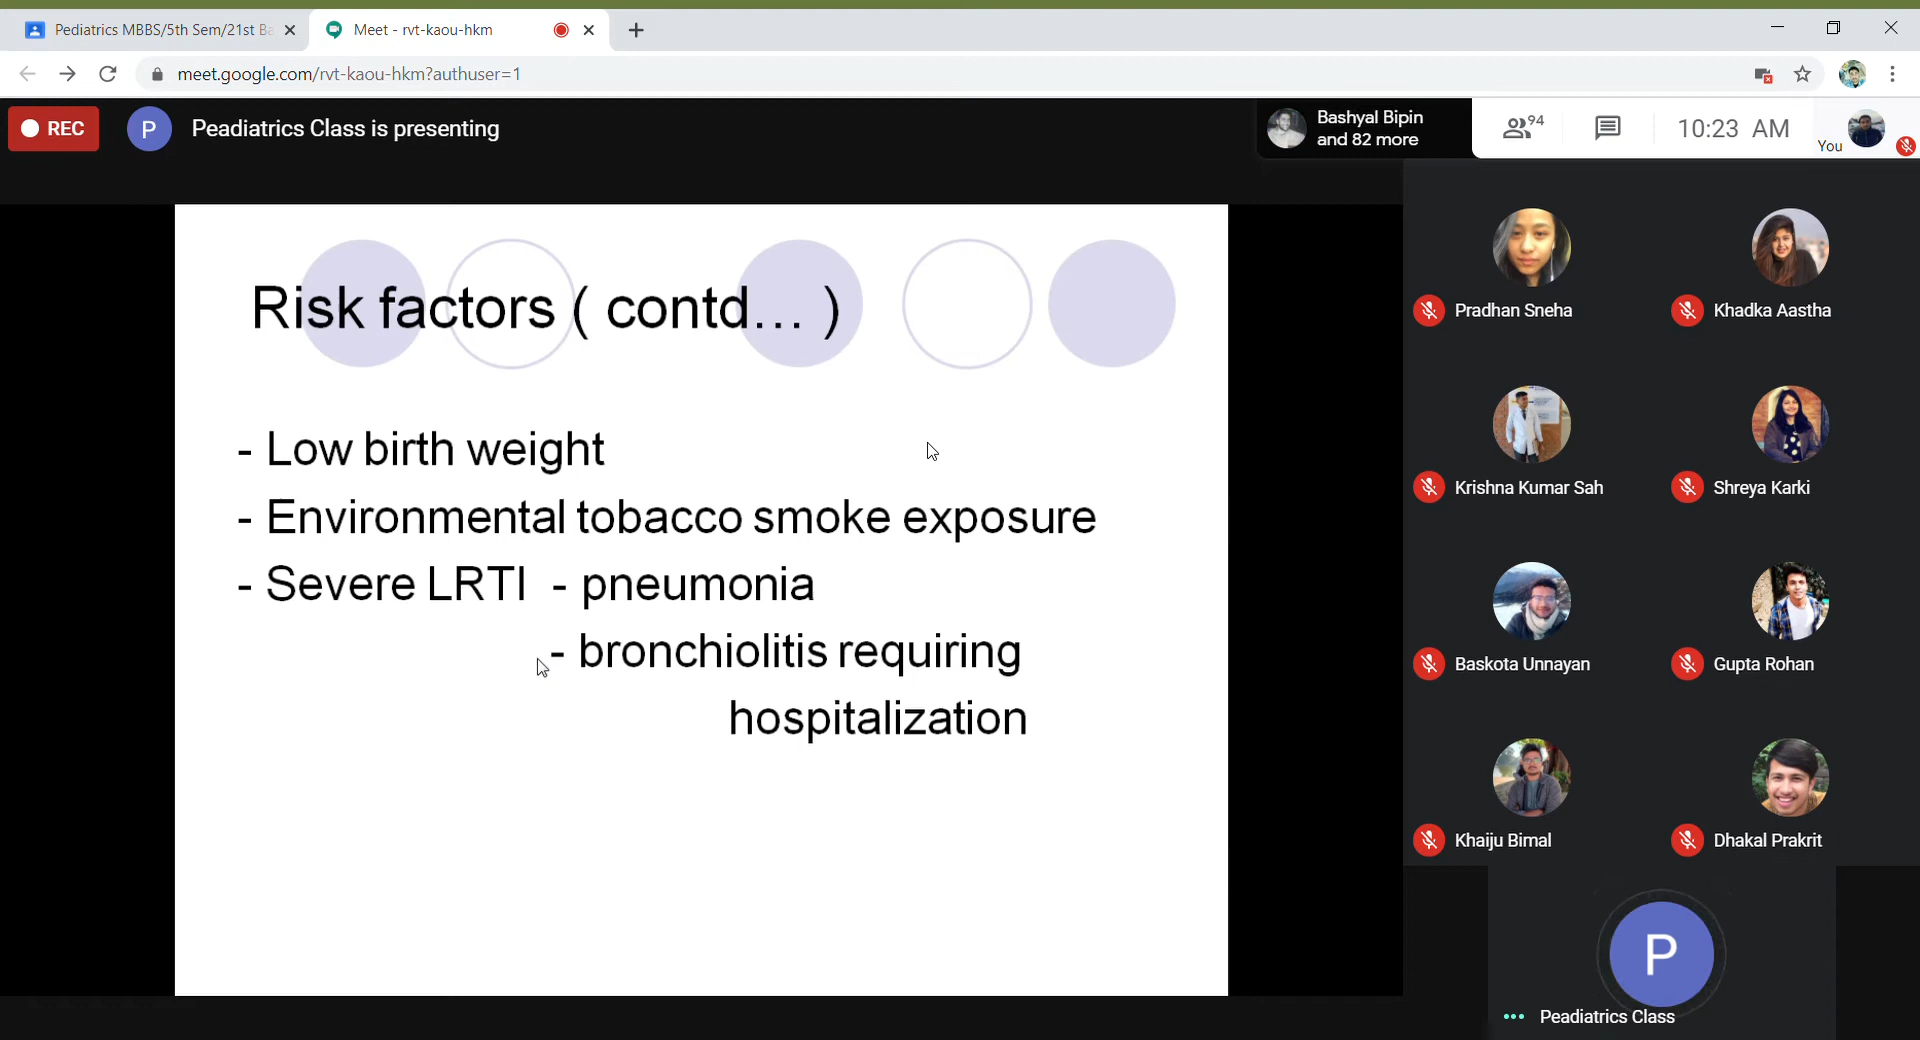 Pediatrics MBBS/5th Sem/21st Ba
Meet - rvt-kaou-hkm
meet.google.com/rvt-kaou-hkm?authuser=1
REC
P
Peadiatrics Class is presenting
Bashyal Bipin
and 82 more
94
10:23 AM
You
Risk factors ( contd... )
- Low birth weight
- Environmental tobacco smoke exposure
- Severe LRTI - pneumonia
- bronchiolitis requiring
hospitalization
Pradhan Sneha
Khadka Aastha
Krishna Kumar Sah
Shreya Karki
Baskota Unnayan
Gupta Rohan
Khaiju Bimal
Dhakal Prakrit
P
Peadiatrics Class